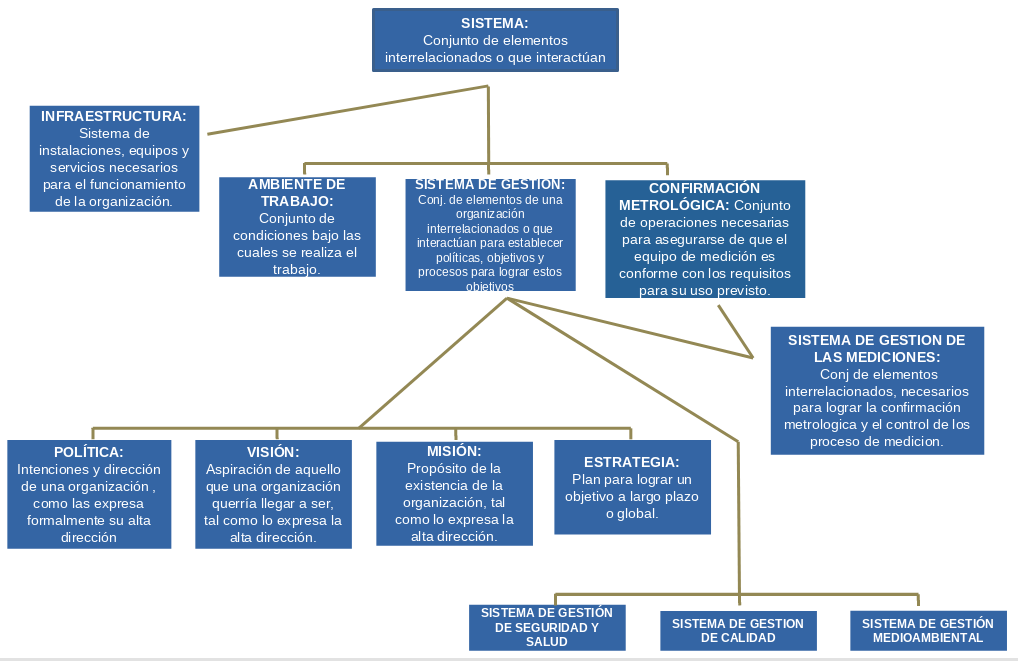 SISTEMA:
Conjunto de elementos
interrelacionados o que interactúan
INFRAESTRUCTURA:
Sistema de
instalaciones, equipos y
servicios necesarios
para el funcionamiento
de la organización.
AMBIENTE DE
TRABAJO:
Conjunto de
condiciones bajo las
cuales se realiza el
trabajo.
SISTEMA DE GESTIÓN:
Conj. de elementos de una
organización
interrelacionados o que
interactúan para establecer
políticas, objetivos y
procesos para lograr estos
objetivos
CONFIRMACIÓN
METROLÓGICA: Conjunto
de operaciones necesarias
para asegurarse de que el
equipo de medición es
conforme con los requisitos
para su uso previsto.
SISTEMA DE GESTION DE
LAS MEDICIONES:
Conj de elementos
interrelacionados, necesarios
para lograr la confirmación
metrologica y el control de los
proceso de medicion.
POLÍTICA:
Intenciones y dirección
de una organización ,
como las expresa
formalmente su alta
dirección
VISIÓN:
Aspiración de aquello
que una organización
querría llegar a ser,
tal como lo expresa la
alta dirección.
MISIÓN:
Propósito de la
existencia de la
organización, tal
como lo expresa la
alta dirección.
ESTRATEGIA:
Plan para lograr un
objetivo a largo plazo
o global.
SISTEMA DE GESTIÓN
DE SEGURIDAD Y
SALUD
SISTEMA DE GESTION
DE CALIDAD
SISTEMA DE GESTIÓN
MEDIOAMBIENTAL